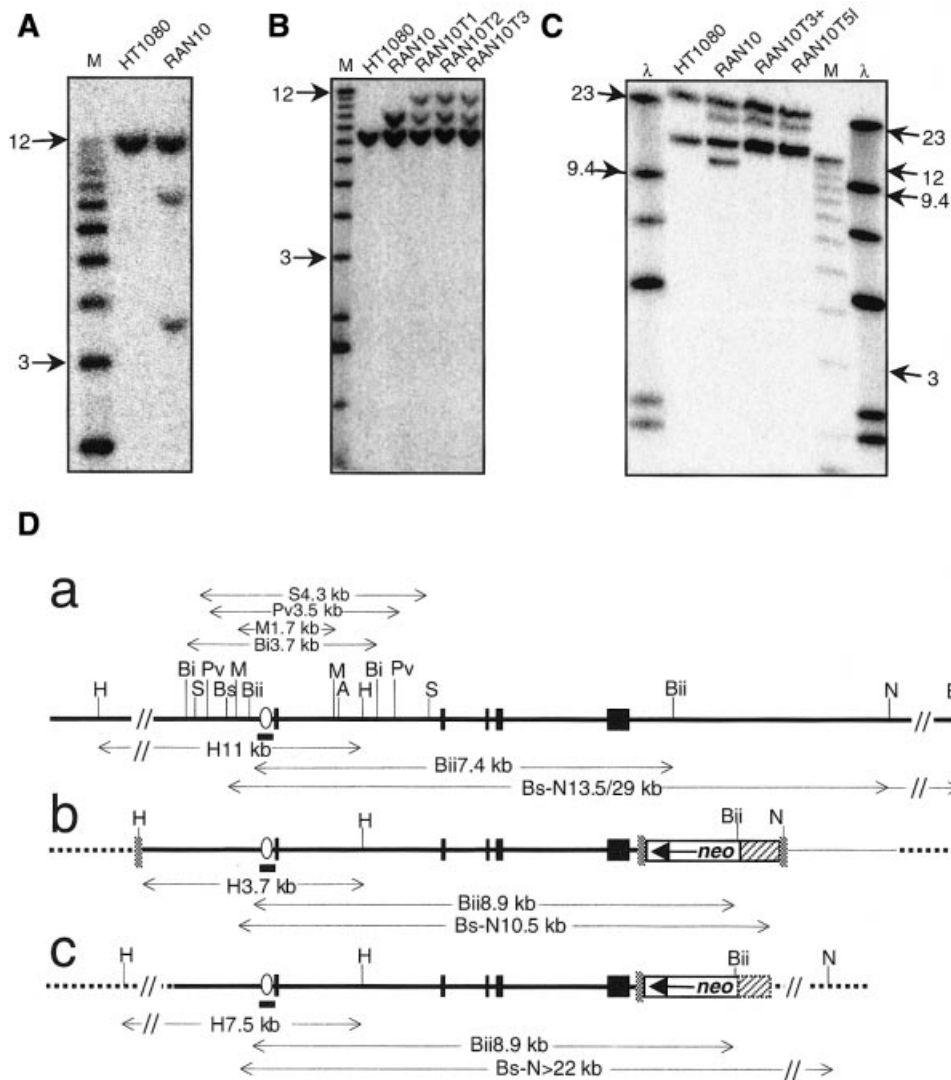 A
B
C
M
HT1080
RAN10
M
HT1080
RAN10
RAN10T1
RAN10T2
RAN10T3
λ
HT1080
RAN10
RAN10T3+
RAN10T5I
M
λ
12
3
12
3
23
9.4
23
12
9.4
3
D
a
S4.3 kb
Pv3.5 kb
M1.7 kb
Bi3.7 kb
H Bi S Pv Bs M Bii M A H Bi Pv S Bii N
H11 kb
Bii7.4 kb
Bs-N13.5/29 kb
b
H H Bii N
neo
H3.7 kb
Bii8.9 kb
Bs-N10.5 kb
c
H H Bii N
neo
H7.5 kb
Bii8.9 kb
Bs-N>22 kb